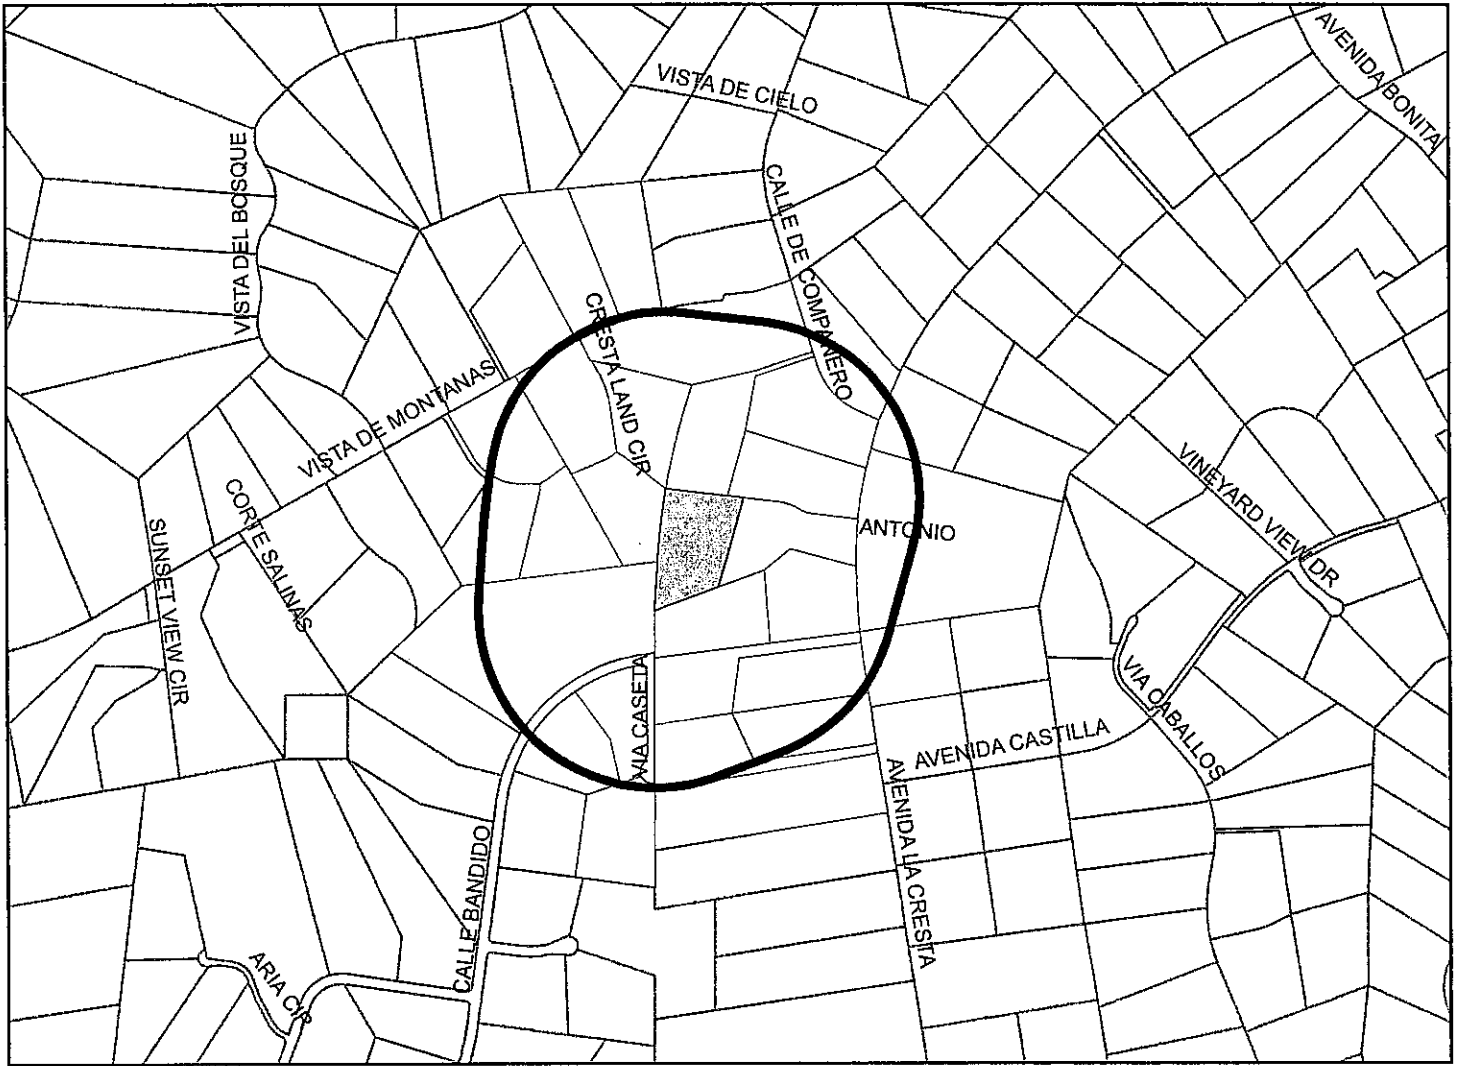 AVENIDA BONITA
VISTA DE CIELO
VISTA DEL BOSQUE
CALLE DE COMPANERO
CRESTA LAND CIR
VISTA DE MONTANAS
VINEYARD VIEW DR
CORTE SALINAS
SUNSET VIEW CIR
ANTONIO
VIA CASETA
VIA CABALLOS
AVENIDA CASTILLA
AVENIDA LA CRESTA
CALLE BANDIDO
ARIA CIR